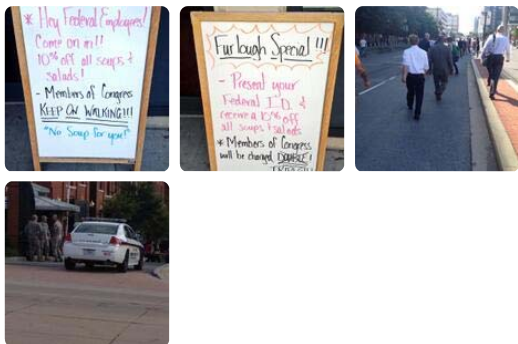 * Hey Federal Employees!
Come on in!!
10% off all soups &
salads!
- Members of Congress
KEEP ON WALKING!!!
"No Soup for you!"
Furlough Special!!!
- Present your
Federal I.D. &
receive a 10% off
all soups & salads
* Members of Congress
will be charged DOUBLE!